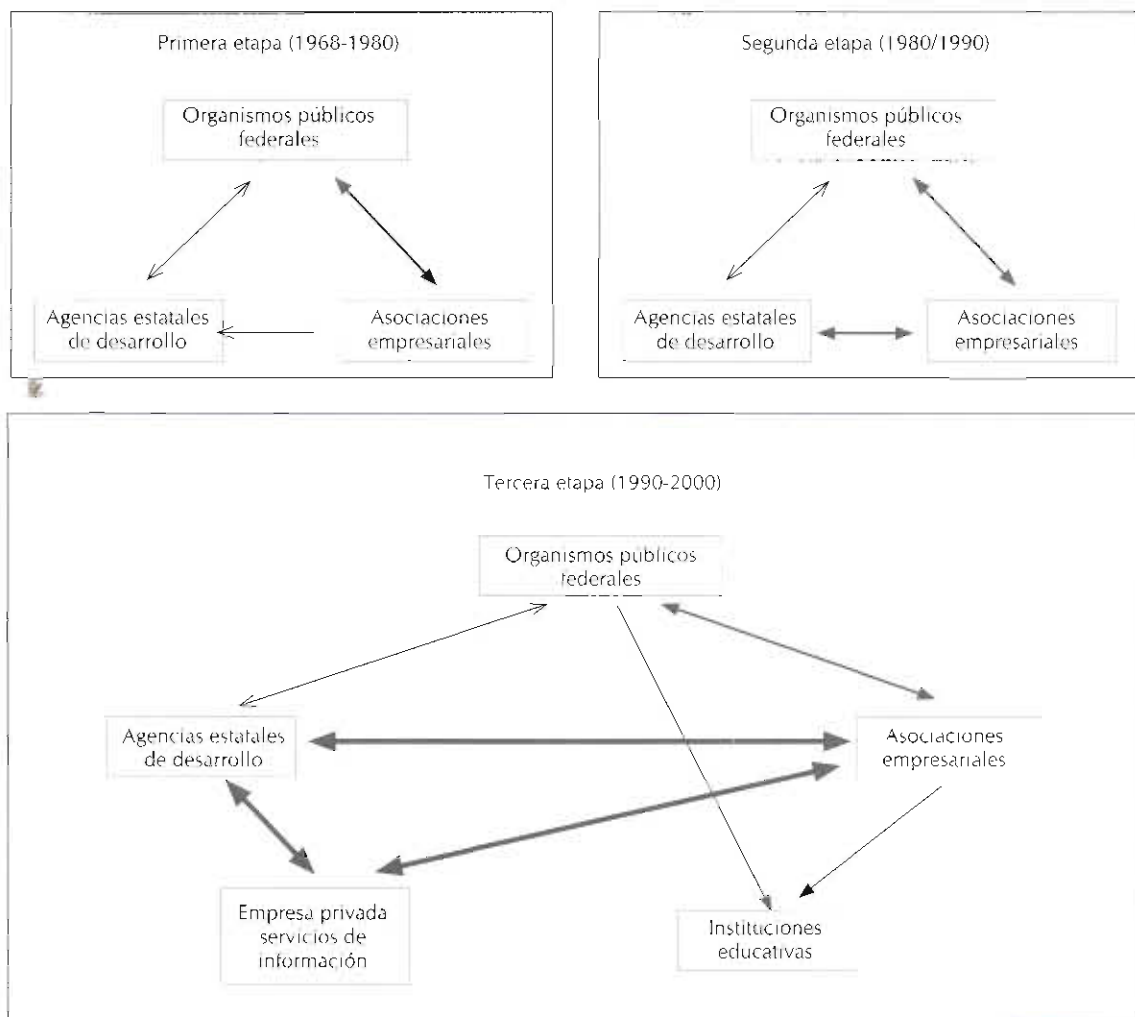 Primera etapa (1968-1980)
Organismos públicos
federales
Agencias estatales
de desarrollo
Asociaciones
empresariales
Segunda etapa (1980/1990)
Organismos públicos
federales
Agencias estatales
de desarrollo
Asociaciones
empresariales
Tercera etapa (1990-2000)
Organismos públicos
federales
Agencias estatales
de desarrollo
Asociaciones
empresariales
Empresa privada
servicios de
información
Instituciones
educativas